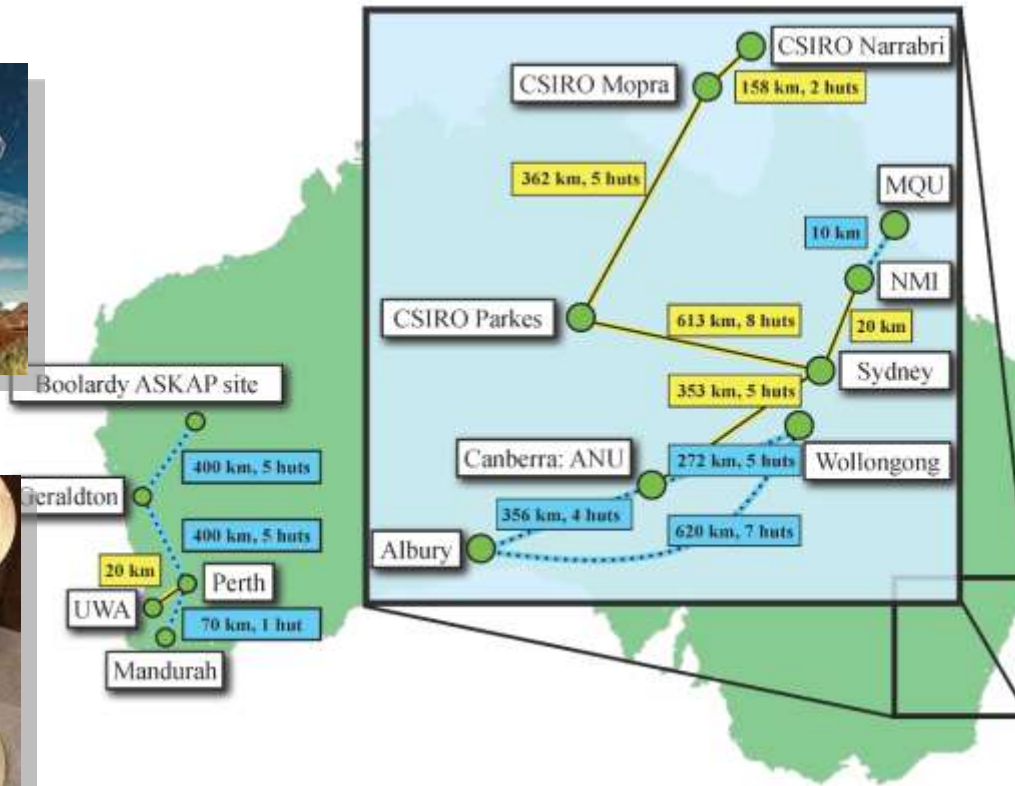 CSIRO Narrabri
CSIRO Mopra
158 km, 2 huts
362 km, 5 huts
MQU
10 km
NMI
CSIRO Parkes
613 km, 8 huts
20 km
Sydney
353 km, 5 huts
Boolardy ASKAP site
Canberra: ANU
272 km, 5 huts
Wollongong
400 km, 5 huts
Geraldton
356 km, 4 huts
620 km, 7 huts
400 km, 5 huts
Albury
20 km
Perth
UWA
70 km, 1 hut
Mandurah